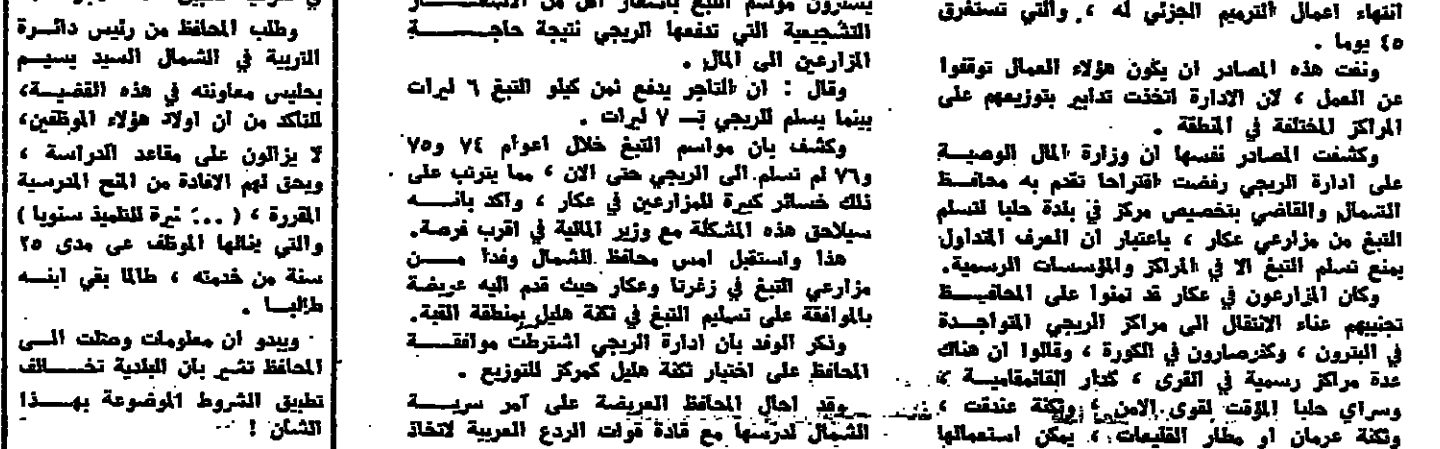 انتهاء اعمال الترميم الجزئي له ، والتي تستغرق
٤٥ يوما .
ونفت هذه المصادر ان يكون هؤلاء العمال توقفوا
عن العمل ، لان الادارة اتخذت تدابير بتوزيعهم على
المراكز المختلفة في المنطقة .
وكشفت المصادر نفسها ان وزارة المال الوصية
على ادارة الريجي رفضت اقتراحا تقدم به محافظ
الشمال والقاضي بتخصيص مركز في بلدة حلبا لتسلم
التبغ من مزارعي عكار ، باعتبار ان العرف المتداول
يمنع تسلم التبغ الا في المراكز والمؤسسات الرسمية.
وكان المزارعون في عكار قد تمنوا على المحافظ
تجنيبهم عناء الانتقال الى مراكز الريجي المتواجدة
في البترون ، وكفرصارون في الكورة ، وقالوا ان هناك
عدة مراكز رسمية في القرى ، كدار القائمقامية ،
وسراي حلبا المؤقت لقوى الامن ، وثكنة عندقت ،
وثكنة عرمان او مطار القليعات ، يمكن استعمالها
يشترون موسم التبغ باسعار اقل من الاسعار
التشجيعية التي تدفعها الريجي نتيجة حاجة
المزارعين الى المال .
وقال : ان التاجر يدفع ثمن كيلو التبغ ٦ ليرات
بينما يسلم للريجي بـ ٧ ليرات .
وكشف بان مواسم التبغ خلال اعوام ٧٤ و٧٥
و٧٦ لم تسلم الى الريجي حتى الان ، مما يترتب على
ذلك خسائر كبيرة للمزارعين في عكار ، واكد بانه
سيلاحق هذه المشكلة مع وزير المالية في اقرب فرصة.
هذا واستقبل امس محافظ الشمال وفدا من
مزارعي التبغ في زغرتا وعكار حيث قدم اليه عريضة
بالموافقة على تسليم التبغ في ثكنة هليل بمنطقة القبة.
وذكر الوفد بان ادارة الريجي اشترطت موافقة
المحافظ على اختيار ثكنة هليل كمركز للتوزيع .
وقد احال المحافظ العريضة على آمر سرية
الشمال لدرسها مع قادة قوات الردع العربية لاتخاذ
وطلب المحافظ من رئيس دائرة
التربية في الشمال السيد يسيم
بحليس معاونته في هذه القضية،
للتاكد من ان اولاد هؤلاء الموظفين،
لا يزالون على مقاعد الدراسة ،
ويحق لهم الافادة من المنح المدرسية
المقررة ، ( ليرة للتلميذ سنويا )
والتي ينالها الموظف عى مدى ٢٥
سنة من خدمته ، طالما بقي ابنه
طالبا .
ويبدو ان معلومات وصلت الى
المحافظ تشير بان البلدية تخالف
تطبيق الشروط الموضوعة بهذا
الشان !